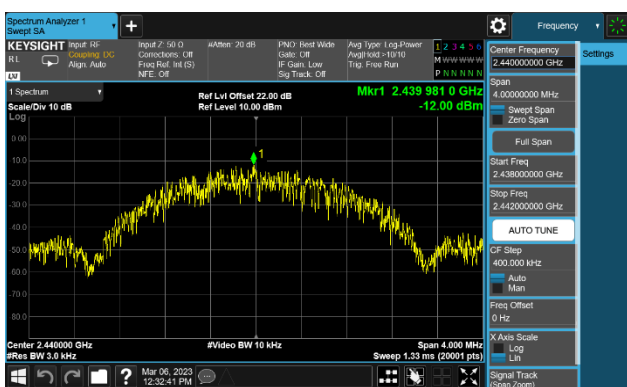 Spectrum Analyzer 1
Swept SA
+
Frequency
KEYSIGHT
Input: RF
Input Z: 50 Ω
#Atten: 20 dB
PNO: Best Wide
Avg Type: Log-Power
1 2 3 4 5 6
R L
Coupling: DC
Corrections: Off
Gate: Off
Avg|Hold >10/10
M W W W W W
Align: Auto
Freq Ref: Int (S)
IF Gain: Low
Trig: Free Run
NFE: Off
Sig Track: Off
P N N N N N
LU
1 Spectrum
Ref Lvl Offset 22.00 dB
Mkr1 2.439 981 0 GHz
Scale/Div 10 dB
Ref Level 10.00 dBm
-12.00 dBm
Log
0.00
-10.0
-20.0
-30.0
-40.0
-50.0
-60.0
-70.0
-80.0
1
Center 2.440000 GHz
#Video BW 10 kHz
Span 4.000 MHz
#Res BW 3.0 kHz
Sweep 1.33 ms (20001 pts)
Mar 06, 2023
12:32:41 PM
?
Center Frequency
2.440000000 GHz
Settings
Span
4.00000000 MHz
Swept Span
Zero Span
Full Span
Start Freq
2.438000000 GHz
Stop Freq
2.442000000 GHz
AUTO TUNE
CF Step
400.000 kHz
Auto
Man
Freq Offset
0 Hz
X Axis Scale
Log
Lin
Signal Track
(Span Zoom)